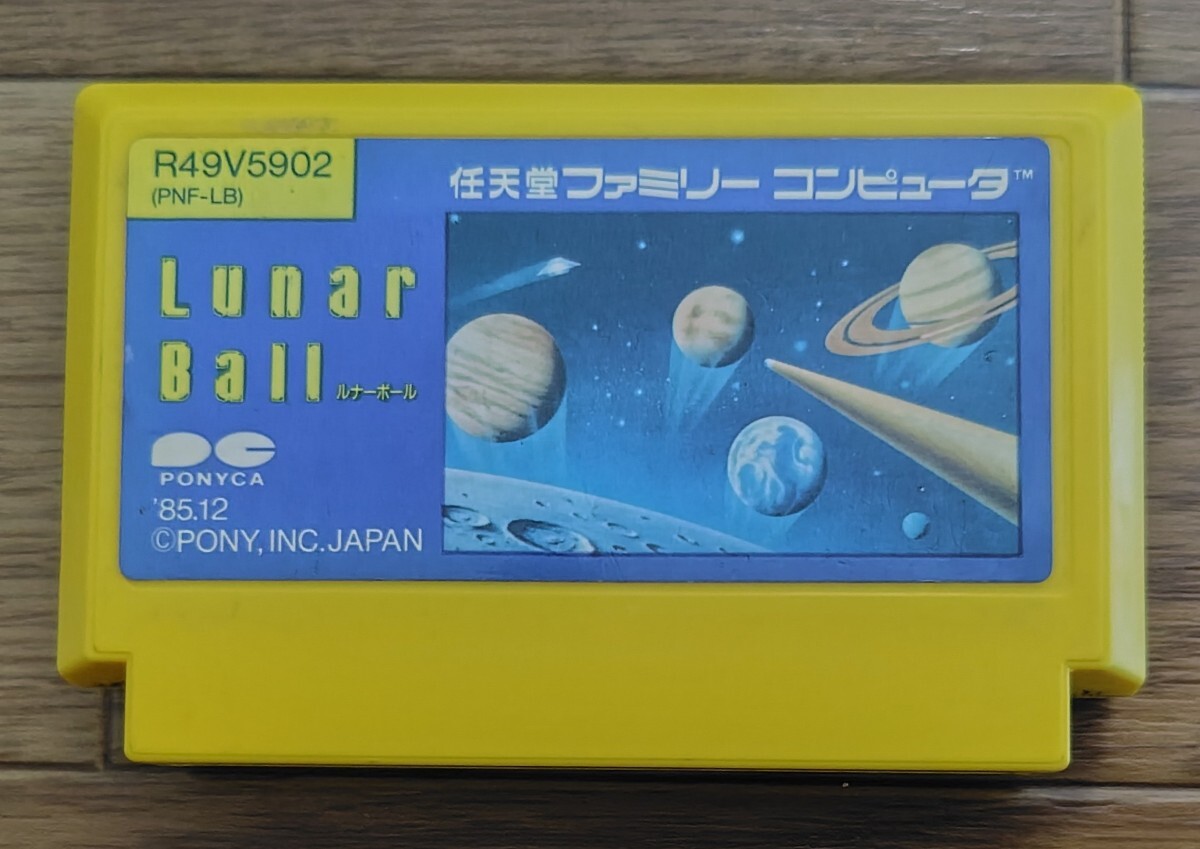 R49V5902
(PNF-LB)
任天堂ファミリー コンピュータ™
Lunar
Ball ルナーボール
PC
PONYCA
'85.12
©PONY, INC. JAPAN